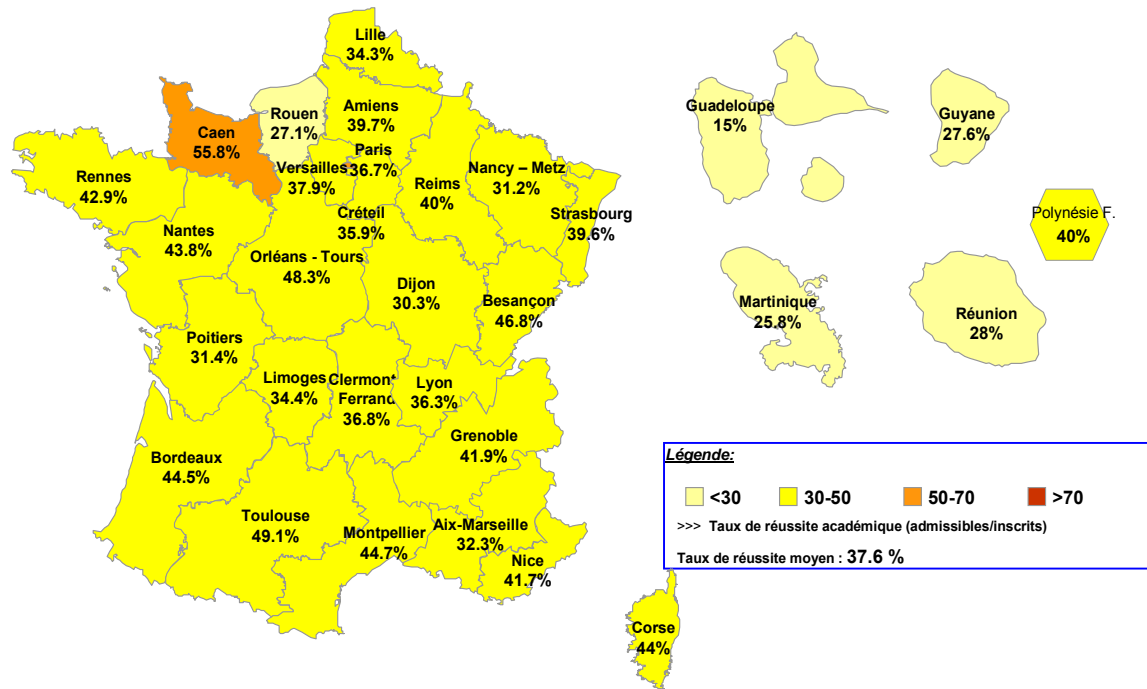 Lille
34.3%
Rouen
27.1%
Amiens
39.7%
Caen
55.8%
Paris
36.7%
Versailles
37.9%
Rennes
42.9%
Reims
40%
Nancy – Metz
31.2%
Créteil
35.9%
Strasbourg
39.6%
Nantes
43.8%
Orléans - Tours
48.3%
Dijon
30.3%
Besançon
46.8%
Poitiers
31.4%
Limoges
34.4%
Clermont
Ferrand
36.8%
Lyon
36.3%
Grenoble
41.9%
Bordeaux
44.5%
Toulouse
49.1%
Montpellier
44.7%
Aix-Marseille
32.3%
Nice
41.7%
Corse
44%
Guadeloupe
15%
Guyane
27.6%
Polynésie F.
40%
Martinique
25.8%
Réunion
28%
Légende:
<30 30-50 50-70 >70
>>> Taux de réussite académique (admissibles/inscrits)
Taux de réussite moyen : 37.6 %